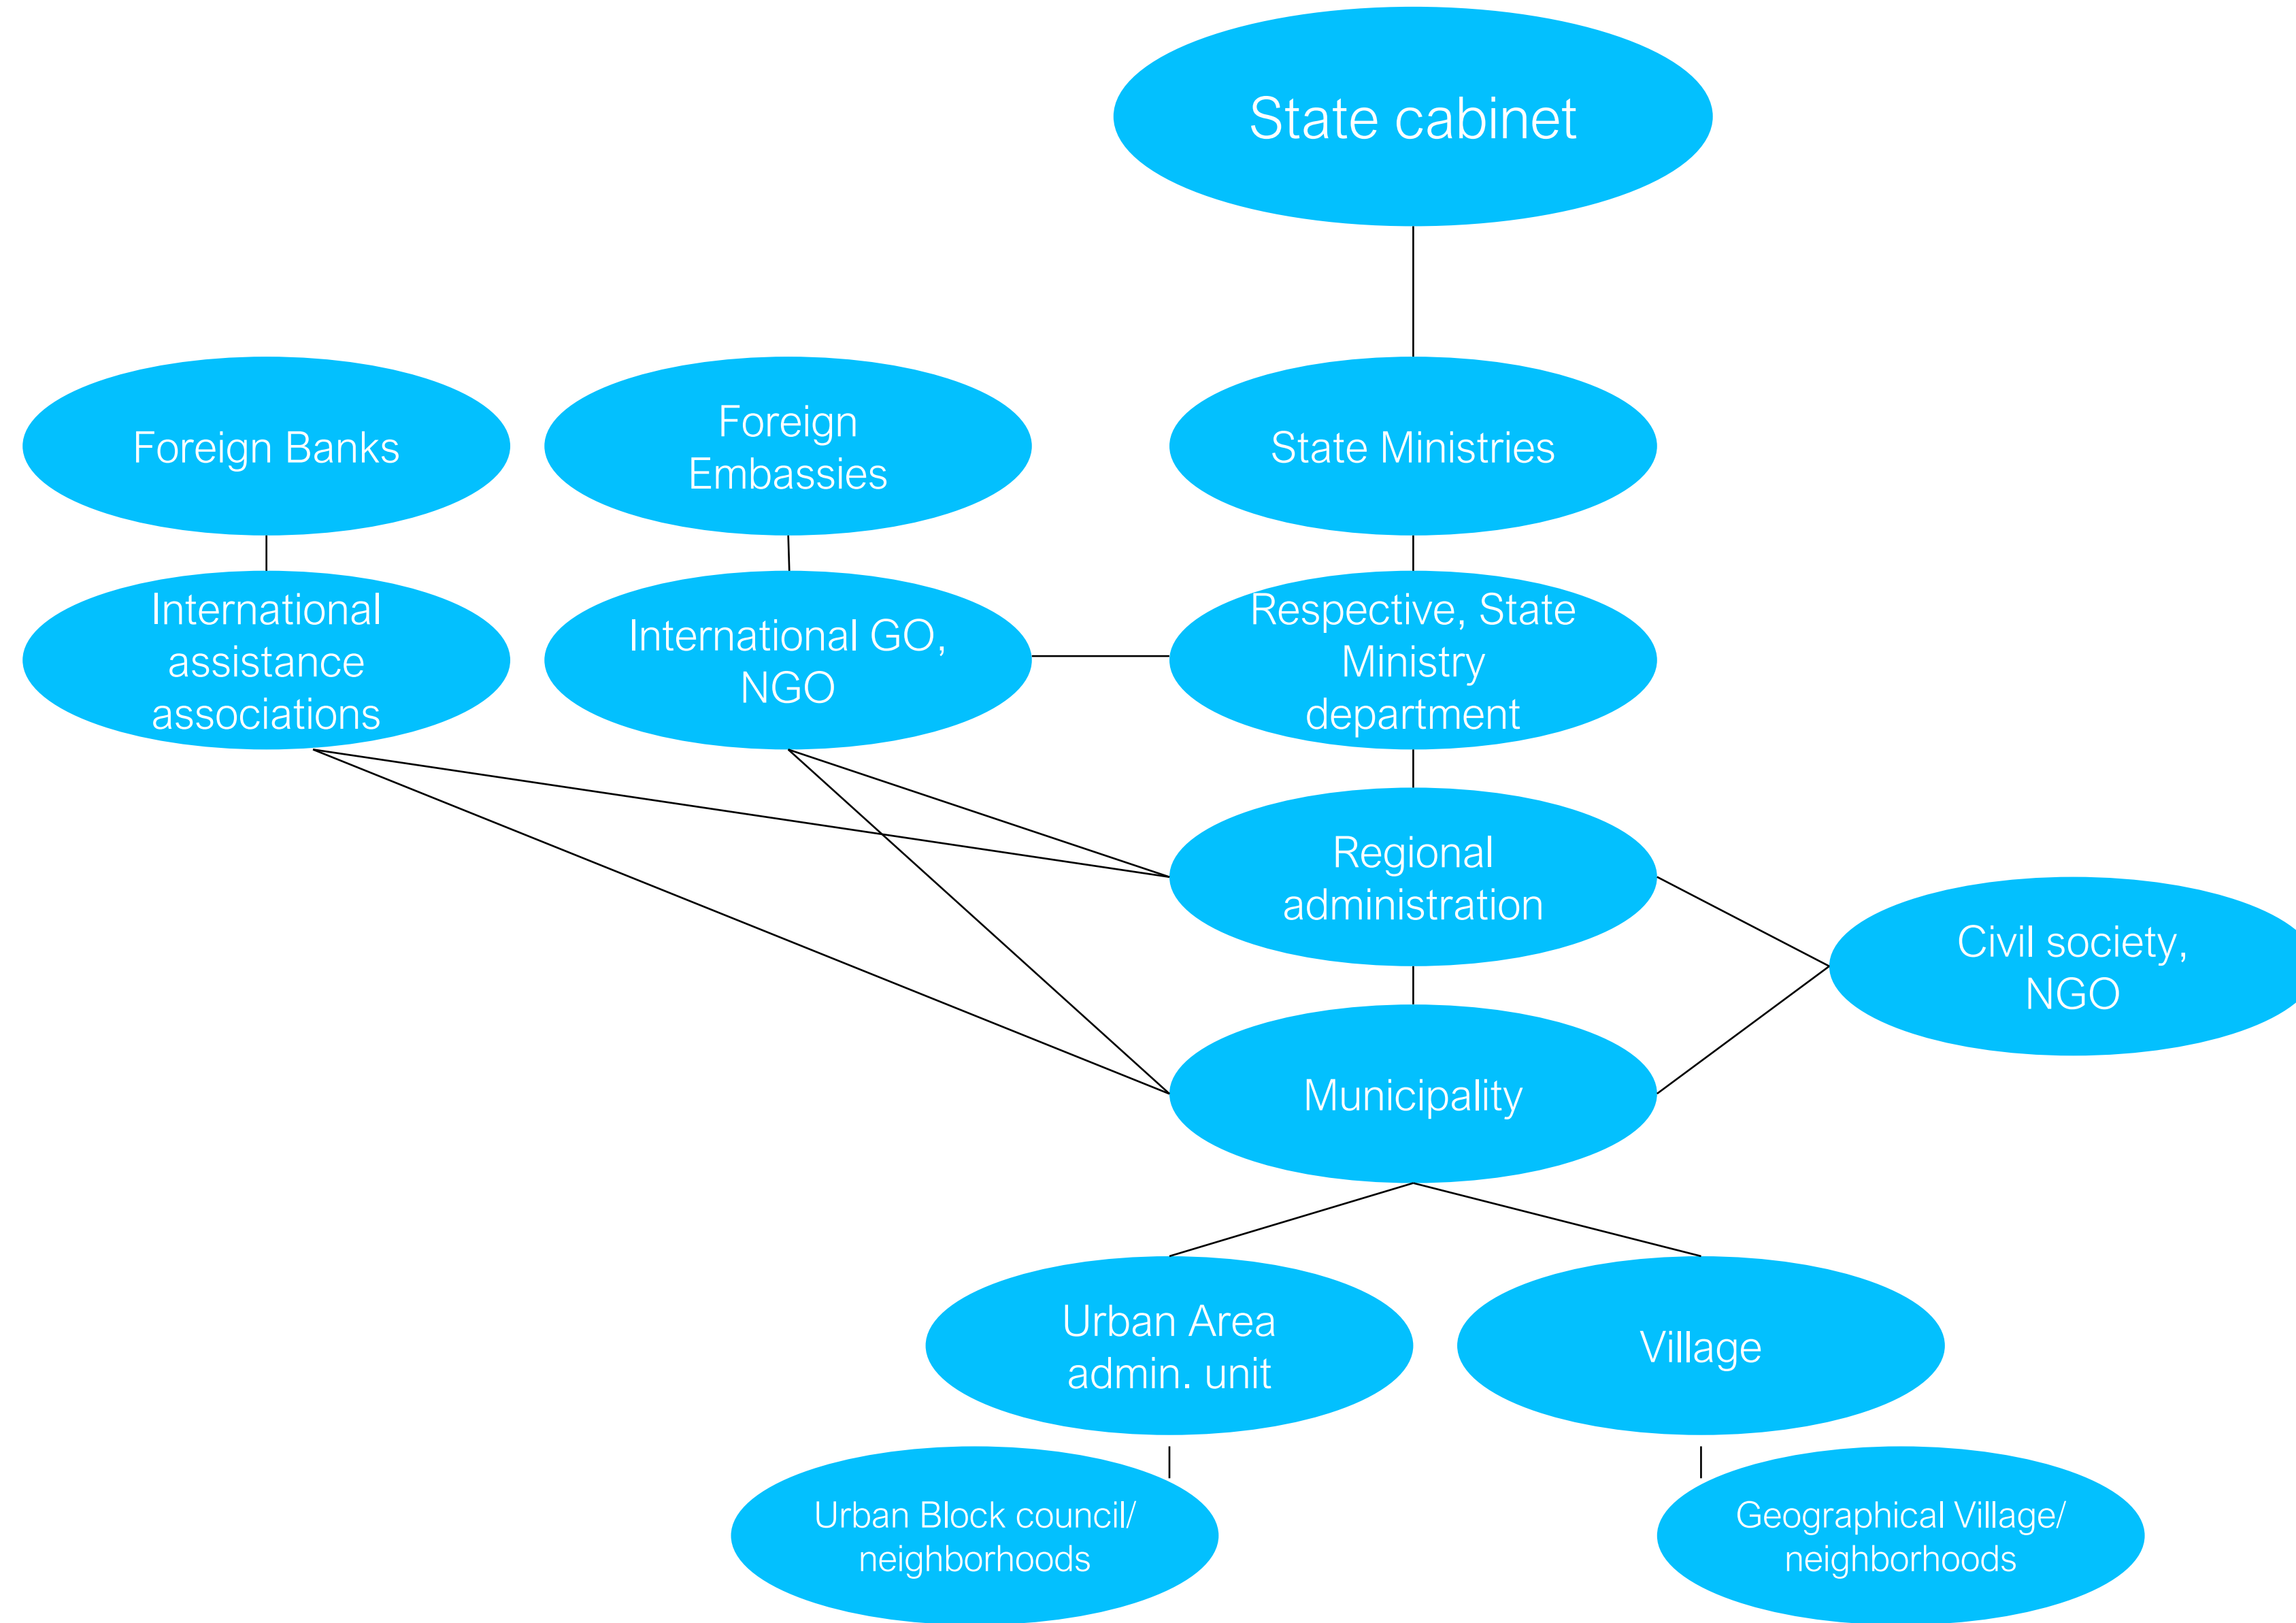 State cabinet
Foreign Banks
Foreign
Embassies
State Ministries
International
assistance
associations
International GO,
NGO
Respective, State
Ministry
department
Regional
administration
Civil society,
NGO
Municipality
Urban Area
admin. unit
Village
Urban Block council/
neighborhoods
Geographical Village/
neighborhoods